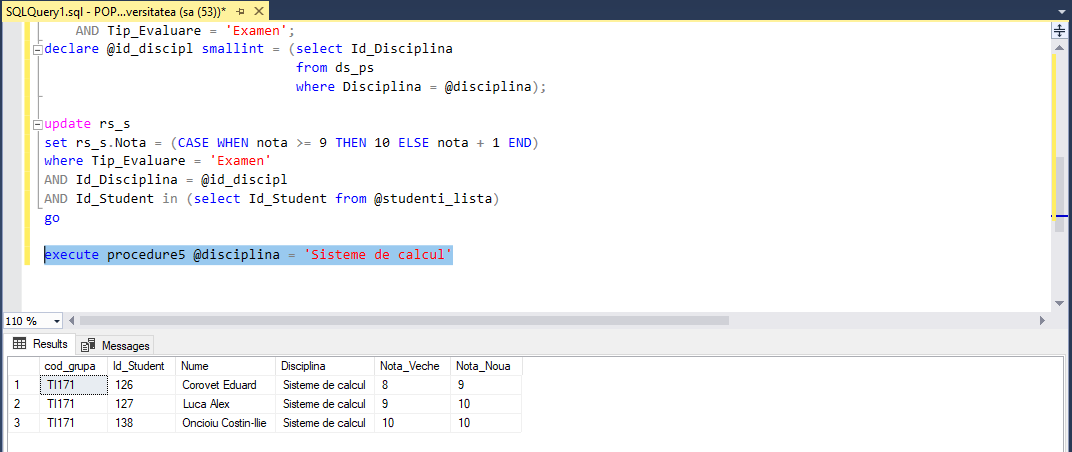 SQLQuery1.sql - POP...versitatea (sa (53))*
AND Tip_Evaluare = 'Examen';
declare @id_discipl smallint = (select Id_Disciplina
from ds_ps
where Disciplina = @disciplina);
update rs_s
set rs_s.Nota = (CASE WHEN nota >= 9 THEN 10 ELSE nota + 1 END)
where Tip_Evaluare = 'Examen'
AND Id_Disciplina = @id_discipl
AND Id_Student in (select Id_Student from @studenti_lista)
go
execute procedure5 @disciplina = 'Sisteme de calcul'
110 %
Results Messages
cod_grupa Id_Student Nume Disciplina Nota_Veche Nota_Noua
1 TI171 126 Corovet Eduard Sisteme de calcul 8 9
2 TI171 127 Luca Alex Sisteme de calcul 9 10
3 TI171 138 Oncioiu Costin-Ilie Sisteme de calcul 10 10